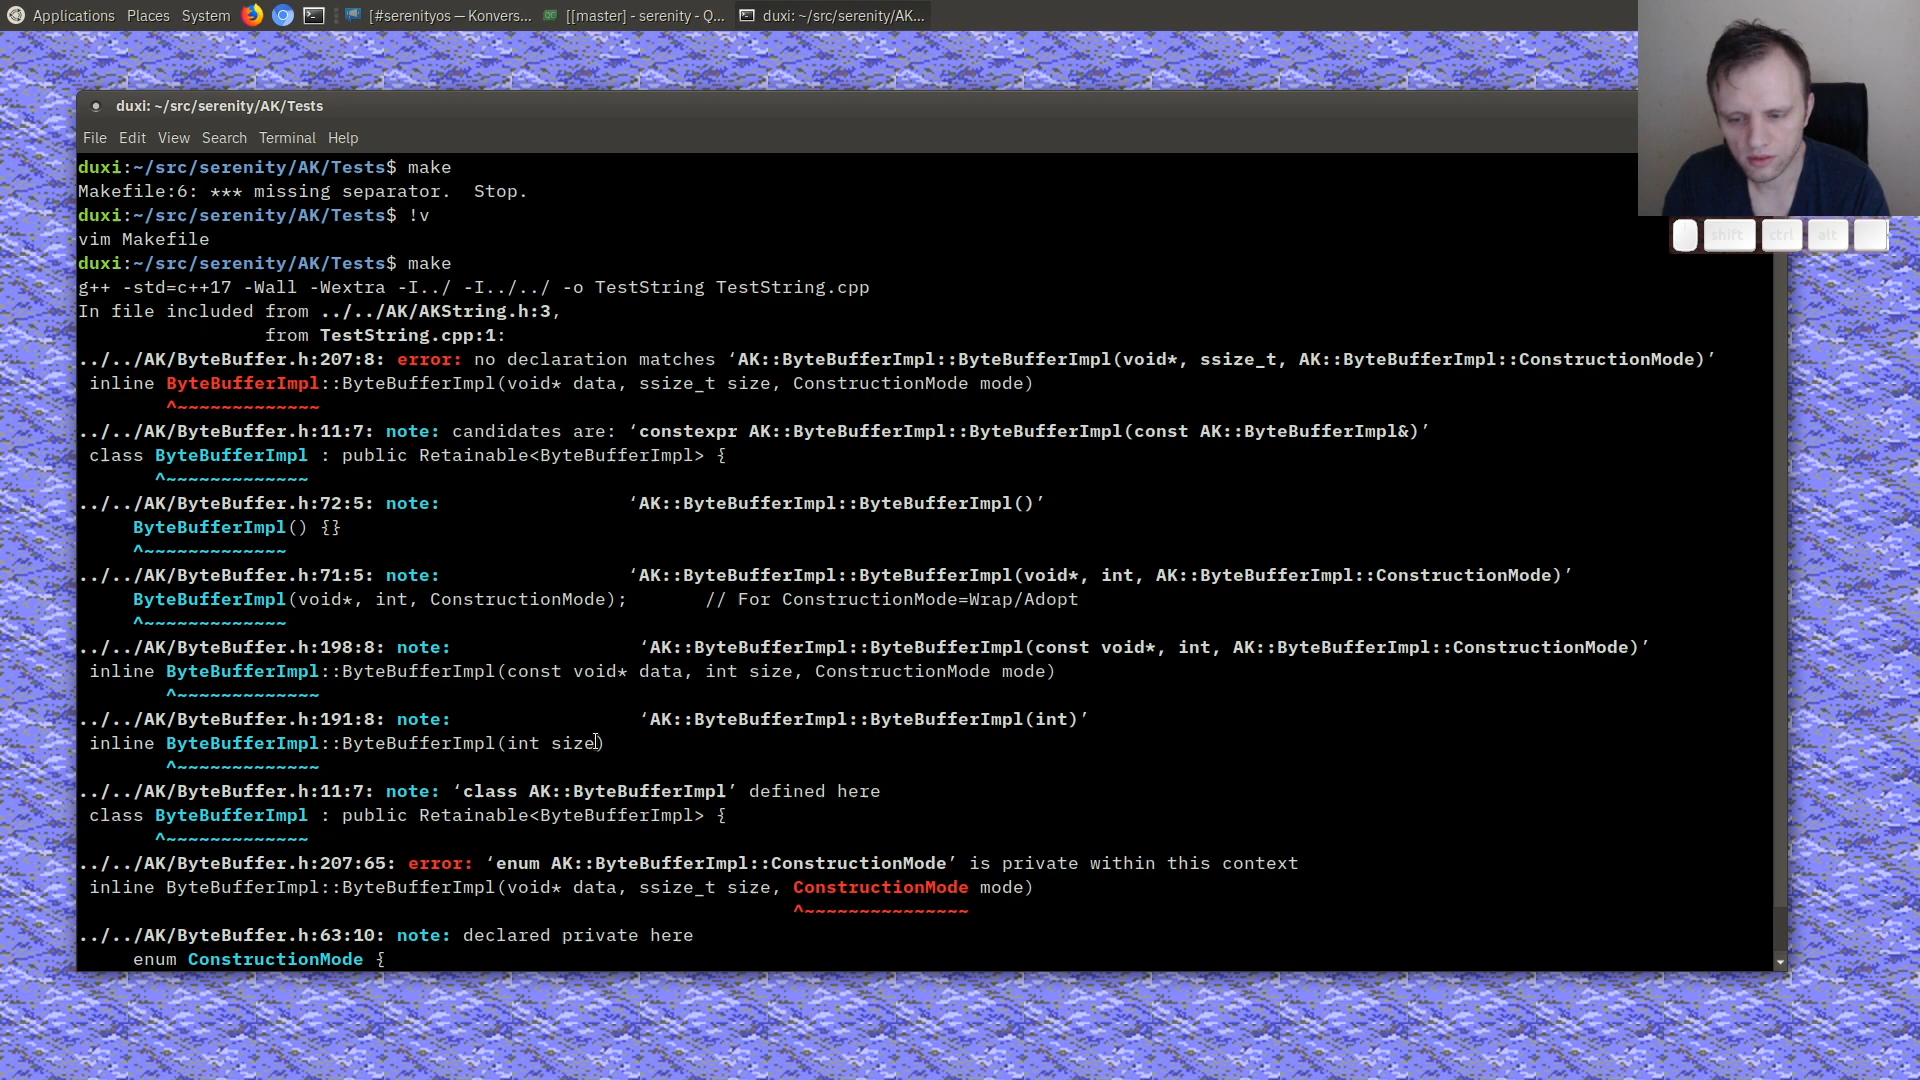 Applications Places System [#serenityos — Konvers... [[master] - serenity - Q... duxi: ~/src/serenity/AK...
duxi: ~/src/serenity/AK/Tests
File Edit View Search Terminal Help
duxi:~/src/serenity/AK/Tests$ make
Makefile:6: *** missing separator.  Stop.
duxi:~/src/serenity/AK/Tests$ !v
vim Makefile
duxi:~/src/serenity/AK/Tests$ make
g++ -std=c++17 -Wall -Wextra -I../ -I../../ -o TestString TestString.cpp
In file included from ../../AK/AKString.h:3,
                 from TestString.cpp:1:
../../AK/ByteBuffer.h:207:8: error: no declaration matches ‘AK::ByteBufferImpl::ByteBufferImpl(void*, ssize_t, AK::ByteBufferImpl::ConstructionMode)’
 inline ByteBufferImpl::ByteBufferImpl(void* data, ssize_t size, ConstructionMode mode)
        ^~~~~~~~~~~~~~
../../AK/ByteBuffer.h:11:7: note: candidates are: ‘constexpr AK::ByteBufferImpl::ByteBufferImpl(const AK::ByteBufferImpl&)’
 class ByteBufferImpl : public Retainable<ByteBufferImpl> {
       ^~~~~~~~~~~~~~
../../AK/ByteBuffer.h:72:5: note:                 ‘AK::ByteBufferImpl::ByteBufferImpl()’
     ByteBufferImpl() {}
     ^~~~~~~~~~~~~~
../../AK/ByteBuffer.h:71:5: note:                 ‘AK::ByteBufferImpl::ByteBufferImpl(void*, int, AK::ByteBufferImpl::ConstructionMode)’
     ByteBufferImpl(void*, int, ConstructionMode);       // For ConstructionMode=Wrap/Adopt
     ^~~~~~~~~~~~~~
../../AK/ByteBuffer.h:198:8: note:                 ‘AK::ByteBufferImpl::ByteBufferImpl(const void*, int, AK::ByteBufferImpl::ConstructionMode)’
 inline ByteBufferImpl::ByteBufferImpl(const void* data, int size, ConstructionMode mode)
        ^~~~~~~~~~~~~~
../../AK/ByteBuffer.h:191:8: note:                 ‘AK::ByteBufferImpl::ByteBufferImpl(int)’
 inline ByteBufferImpl::ByteBufferImpl(int size)
        ^~~~~~~~~~~~~~
../../AK/ByteBuffer.h:11:7: note: ‘class AK::ByteBufferImpl’ defined here
 class ByteBufferImpl : public Retainable<ByteBufferImpl> {
       ^~~~~~~~~~~~~~
../../AK/ByteBuffer.h:207:65: error: ‘enum AK::ByteBufferImpl::ConstructionMode’ is private within this context
 inline ByteBufferImpl::ByteBufferImpl(void* data, ssize_t size, ConstructionMode mode)
                                                                 ^~~~~~~~~~~~~~~~
../../AK/ByteBuffer.h:63:10: note: declared private here
     enum ConstructionMode {
shift ctrl alt